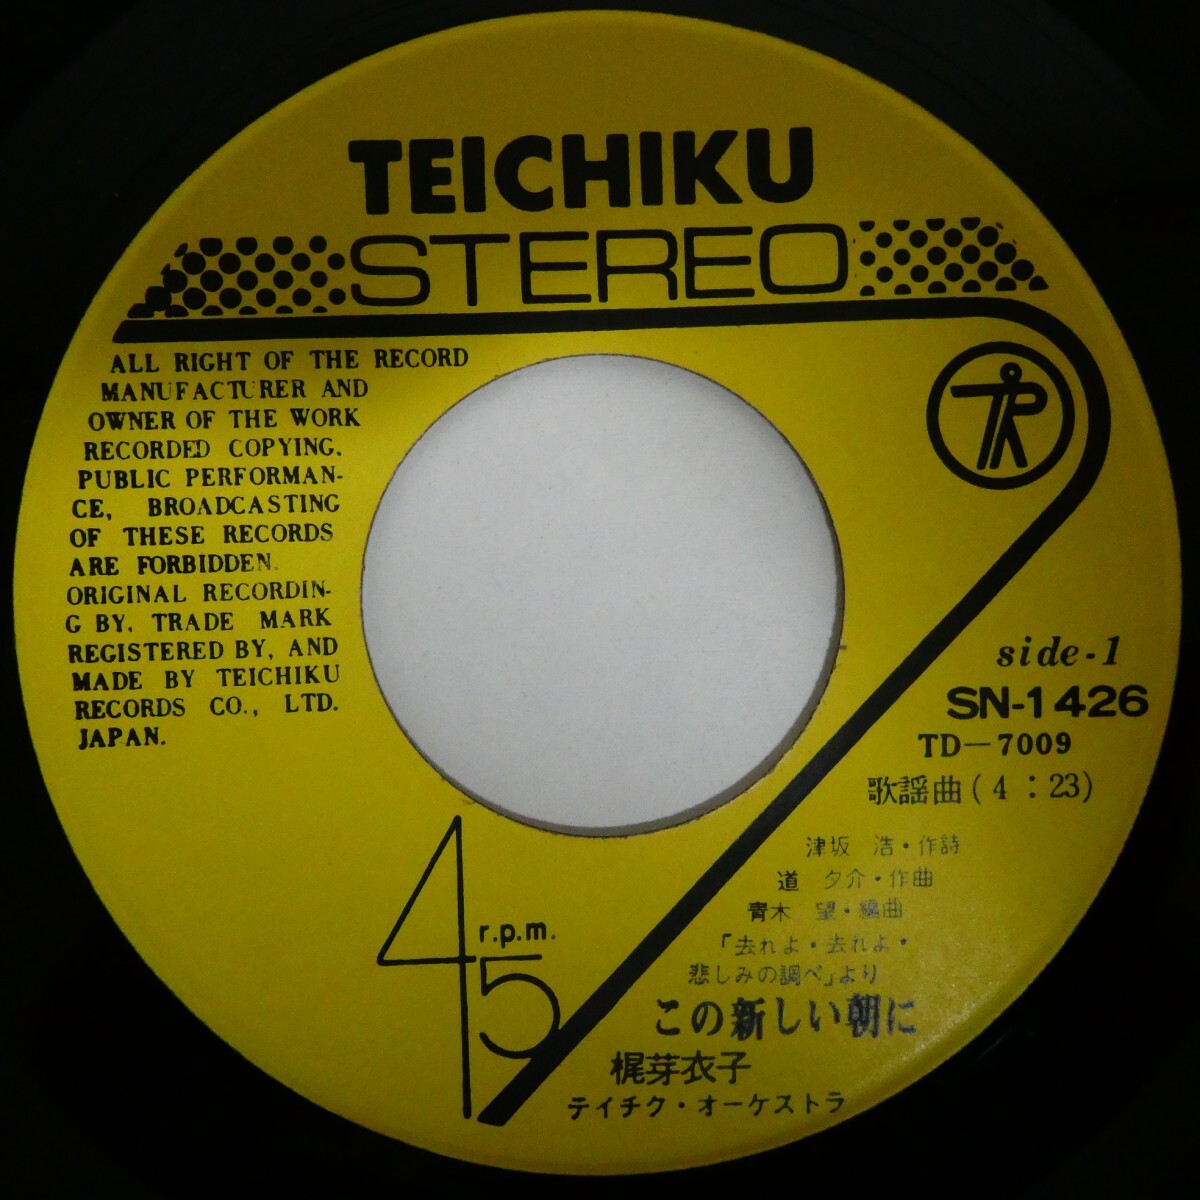 TEICHIKU
STEREO
ALL RIGHT OF THE RECORD
MANUFACTURER AND
OWNER OF THE WORK
RECORDED COPYING.
PUBLIC PERFORMAN-
CE, BROADCASTING
OF THESE RECORDS
ARE FORBIDDEN.
ORIGINAL RECORDIN-
G BY. TRADE MARK
REGISTERED BY, AND
MADE BY TEICHIKU
RECORDS CO., LTD.
JAPAN.
side-1
SN-1426
TD-7009
歌謡曲(4:23)
津坂 浩・作詩
道 夕介・作曲
青木 望・編曲
「去れよ・去れよ・
悲しみの調べ」より
この新しい朝に
梶芽衣子
テイチク・オーケストラ
45 r.p.m.